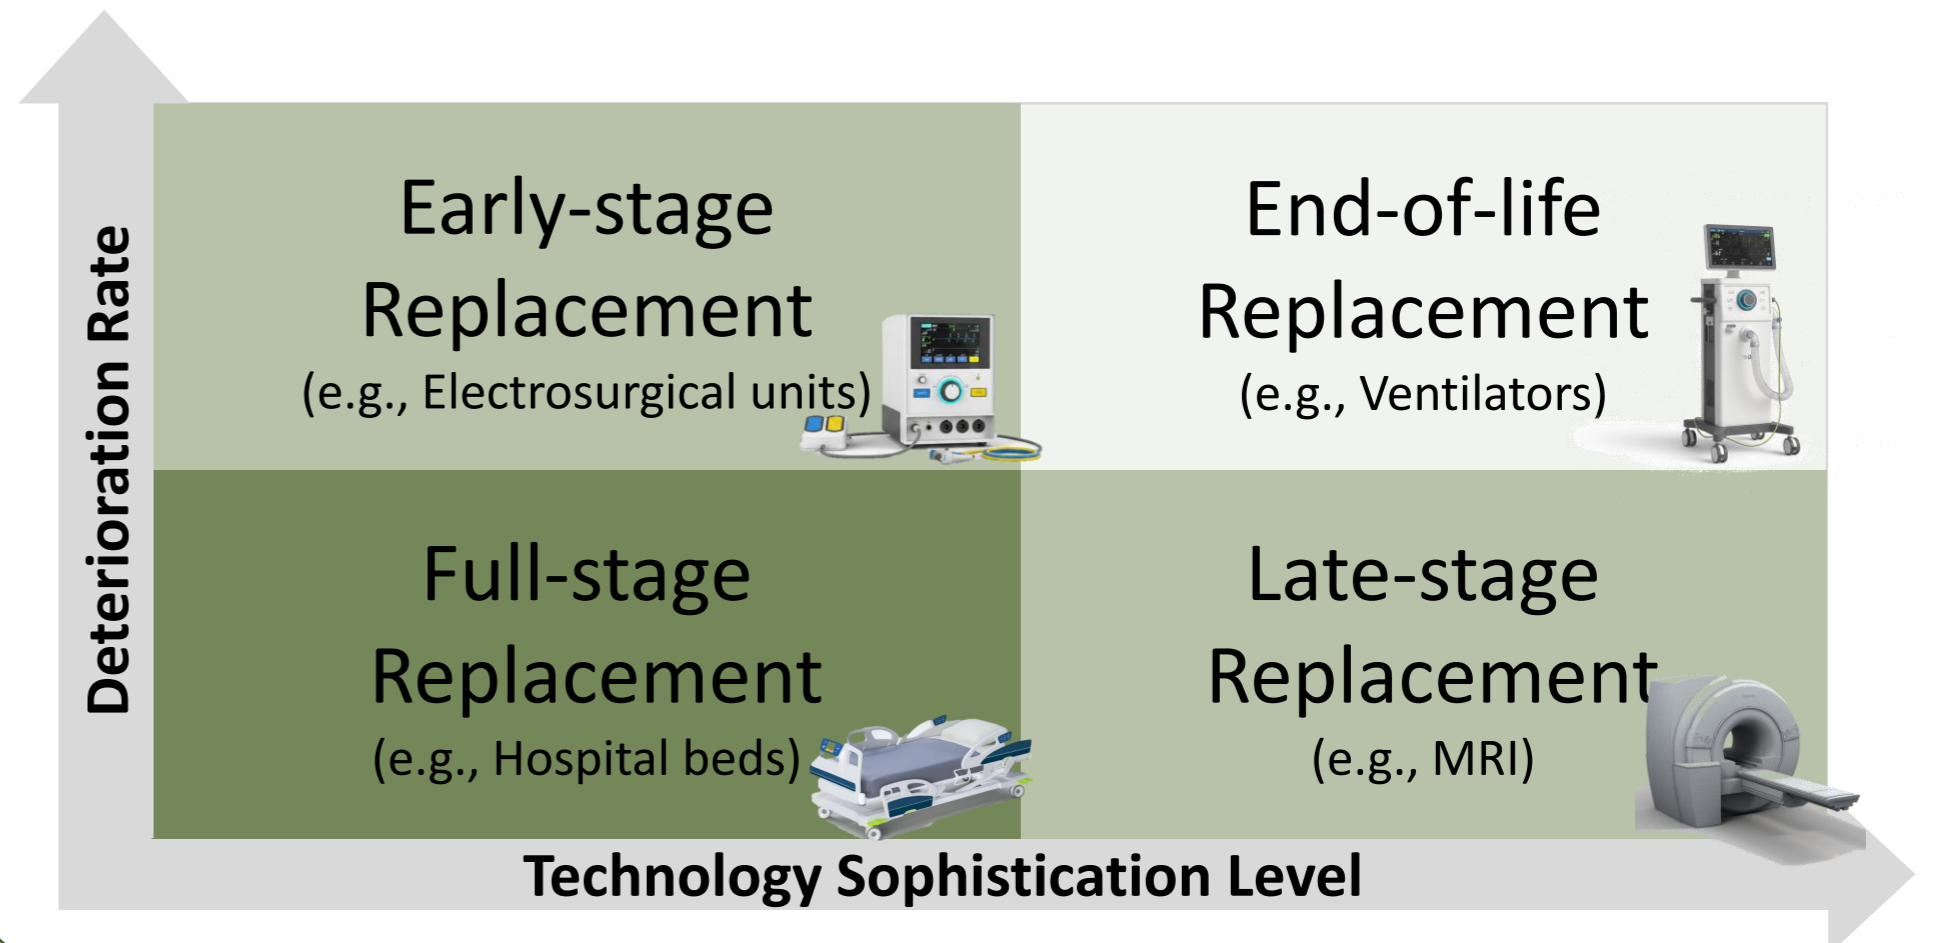 Deterioration Rate
Early-stage
Replacement
(e.g., Electrosurgical units)
End-of-life
Replacement
(e.g., Ventilators)
Full-stage
Replacement
(e.g., Hospital beds)
Late-stage
Replacement
(e.g., MRI)
Technology Sophistication Level